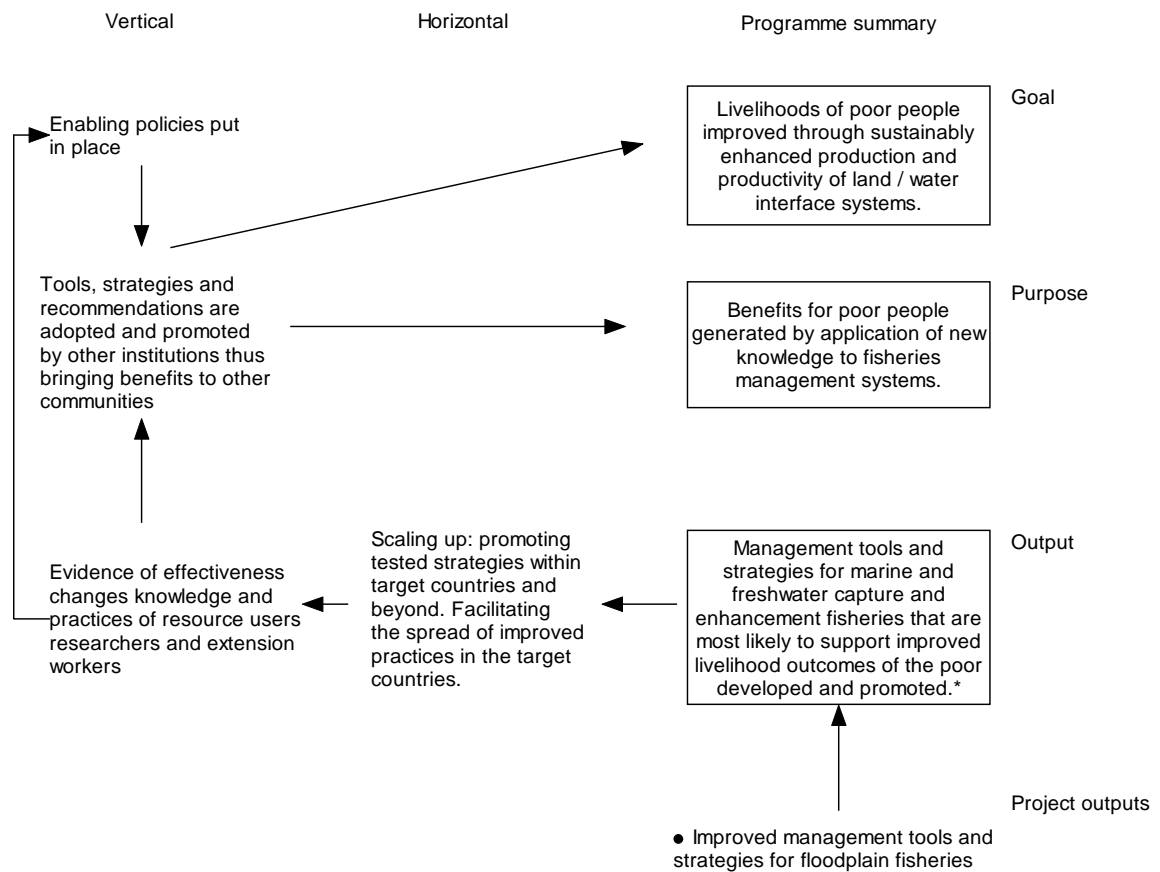 Vertical
Horizontal
Programme summary
Goal
Enabling policies put
in place
Livelihoods of poor people
improved through sustainably
enhanced production and
productivity of land / water
interface systems.
Purpose
Tools, strategies and
recommendations are
adopted and promoted
by other institutions thus
bringing benefits to other
communities
Benefits for poor people
generated by application of new
knowledge to fisheries
management systems.
Output
Evidence of effectiveness
changes knowledge and
practices of resource users
researchers and extension
workers
Scaling up: promoting
tested strategies within
target countries and
beyond. Facilitating
the spread of improved
practices in the target
countries.
Management tools and
strategies for marine and
freshwater capture and
enhancement fisheries that are
most likely to support improved
livelihood outcomes of the poor
developed and promoted.*
Project outputs
● Improved management tools and
strategies for floodplain fisheries